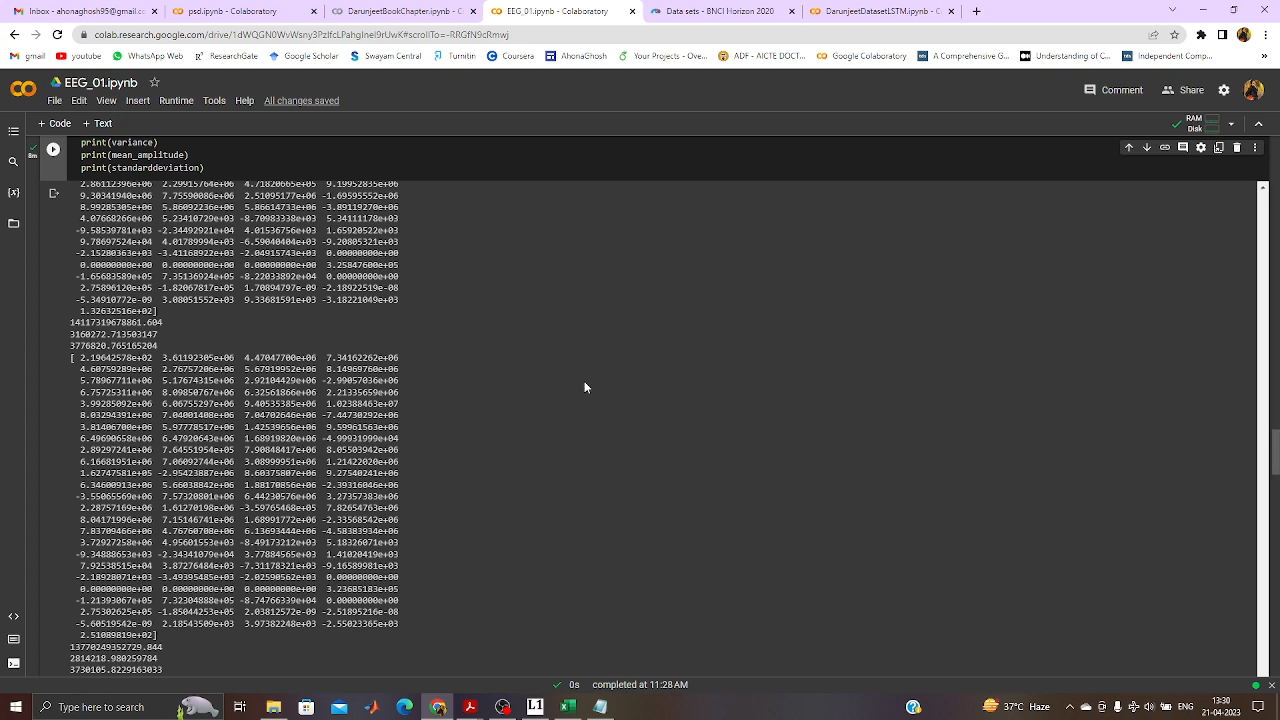 Inbox - ahonaghosh95@gmail.com
psd.ipynb - Colaboratory
DarunjeetBookChapter.ipynb - C
EEG_01.ipynb - Colaboratory
Data sets - BNCI Horizon 2020
DarunjeetDatasetLSTM.ipynb - C
colab.research.google.com/drive/1dWQGN0WvWsny3PzIfcLPahgInel9rUwK#scrollTo=-RRGfN9cRmwj
gmail youtube WhatsApp Web ResearchGate Google Scholar Swayam Central Turnitin Coursera AhonaGhosh Your Projects - Ove... ADF - AICTE DOCT... Google Colaboratory A Comprehensive G... Understanding of C... Independent Comp...
EEG_01.ipynb
Comment Share
File Edit View Insert Runtime Tools Help All changes saved
+ Code + Text
RAM
Disk
8m
print(variance)
print(mean_amplitude)
print(standarddeviation)
2.86112396e+06 2.29915764e+06 4.71820665e+05 9.19952835e+06
9.30341940e+06 7.75590086e+06 2.51095177e+06 -1.69595552e+06
8.99285305e+06 5.86092236e+06 5.86614733e+06 -3.89119270e+06
4.07668266e+06 5.23410729e+03 -8.70983338e+03 5.34111178e+03
-9.58539781e+03 -2.34492921e+04 4.01536756e+03 1.65920522e+03
9.78697524e+04 4.01789994e+03 -6.59040404e+03 -9.20805321e+03
-2.15280363e+03 -3.41168922e+03 -2.04915743e+03 0.00000000e+00
0.00000000e+00 0.00000000e+00 0.00000000e+00 3.25847600e+05
-1.65683589e+05 7.35136924e+05 -8.22033892e+04 0.00000000e+00
2.75896120e+05 -1.82067817e+05 1.70894797e-09 -2.18922519e-08
-5.34910772e-09 3.08051552e+03 9.33681591e+03 -3.18221049e+03
1.32632516e+02]
14117319678861.604
3160272.713503147
3776820.765165204
[ 2.19642578e+02 3.61192305e+06 4.47047700e+05 7.34162262e+06
4.60759289e+06 2.76757206e+06 5.67919952e+06 8.14969760e+06
5.78967711e+06 5.17674315e+06 2.92104429e+06 -2.99057036e+06
6.75725311e+06 8.09850767e+06 6.32561866e+06 2.21335659e+06
3.99285092e+06 6.06755297e+06 9.40535385e+06 1.02388463e+07
8.03294391e+06 7.04001408e+06 7.04702646e+06 -7.44730292e+06
3.81406700e+06 5.97778517e+06 1.42539656e+06 9.59961563e+06
6.49690658e+06 6.47920643e+06 1.68919820e+06 -4.99931999e+04
2.89297241e+06 7.64551954e+05 7.90848417e+06 8.05503942e+06
6.16681951e+06 7.06092744e+06 3.08999951e+06 1.21422020e+06
1.62747581e+05 -2.95423887e+06 8.60375807e+06 9.27540241e+06
6.34600913e+06 5.66038842e+06 1.88170856e+06 -2.39316046e+06
-3.55065569e+06 7.57320801e+06 6.44230576e+06 3.27357383e+06
2.28757169e+06 1.61270198e+06 -3.59765468e+05 7.82654763e+06
8.04171996e+06 7.15146741e+06 1.68991772e+06 -2.33568542e+06
7.83709466e+06 4.76760708e+06 6.13693444e+06 -4.58383934e+06
3.72927258e+06 4.95601553e+03 -8.49173212e+03 5.18326071e+03
-9.34888653e+03 -2.34341079e+04 3.77884565e+03 1.41020419e+03
7.92538515e+04 3.87276484e+03 -7.31178321e+03 -9.16589981e+03
-2.18928071e+03 -3.49395485e+03 -2.02590562e+03 0.00000000e+00
0.00000000e+00 0.00000000e+00 0.00000000e+00 3.23685183e+05
-1.21393067e+05 7.32304908e+05 -8.74766339e+04 0.00000000e+00
2.75302625e+05 -1.85044253e+05 2.03812572e-09 -2.51895216e-08
-5.60519542e-09 2.18543509e+03 3.97382248e+03 -2.55023365e+03
2.51089819e+02]
13770249352729.844
2814218.980259784
3730105.8229163033
0s completed at 11:28 AM
Type here to search
37°C Haze
ENG
13:30
21-04-2023